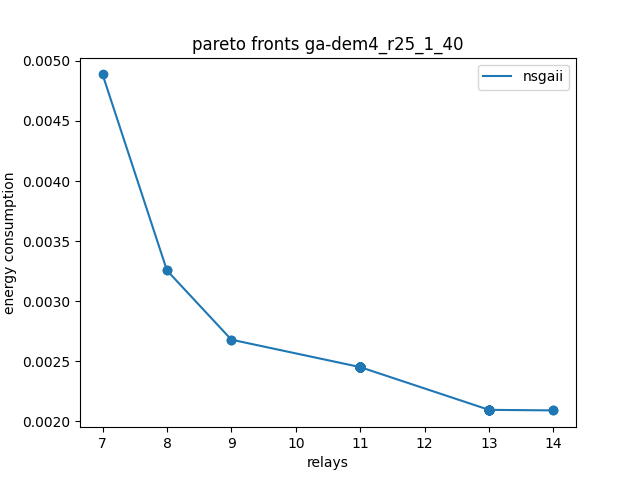 pareto fronts ga-dem4_r25_1_40
nsgaii
energy consumption
0.0050
0.0045
0.0040
0.0035
0.0030
0.0025
0.0020
7 8 9 10 11 12 13 14
relays